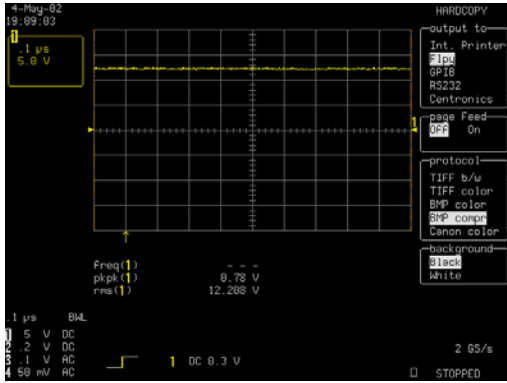 4-May-02
19:09:03
HARDCOPY
1
.1 µs
5.0 V
output to
Int. Printer
Flpy
GPIB
RS232
Centronics
1
page Feed
OFF On
protocol
TIFF b/w
TIFF color
BMP color
BMP compr
Canon color
background
Black
White
freq(1) - - -
pkpk(1) 0.78 V
rms(1) 12.208 V
.1 µs BWL
1 5 V DC
2 .2 V DC
3 .1 V AC
4 50 mV AC
1 DC 0.3 V
2 GS/s
STOPPED